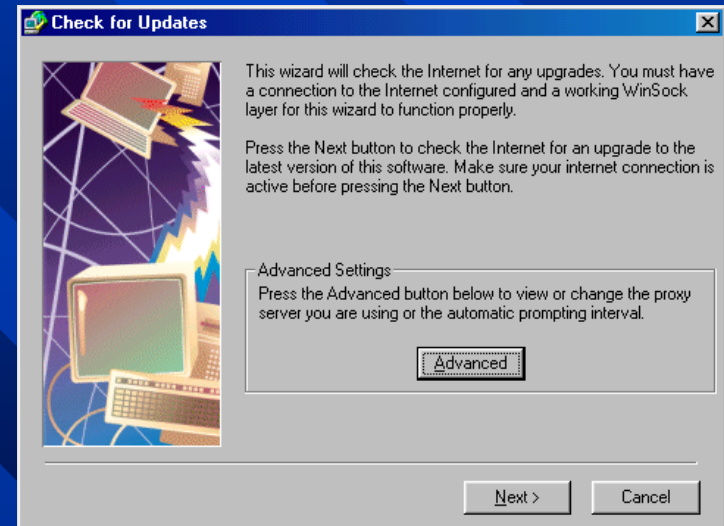 Check for Updates
This wizard will check the Internet for any upgrades. You must have
a connection to the Internet configured and a working WinSock
layer for this wizard to function properly.
Press the Next button to check the Internet for an upgrade to the
latest version of this software. Make sure your internet connection is
active before pressing the Next button.
Advanced Settings
Press the Advanced button below to view or change the proxy
server you are using or the automatic prompting interval.
Advanced
Next >
Cancel